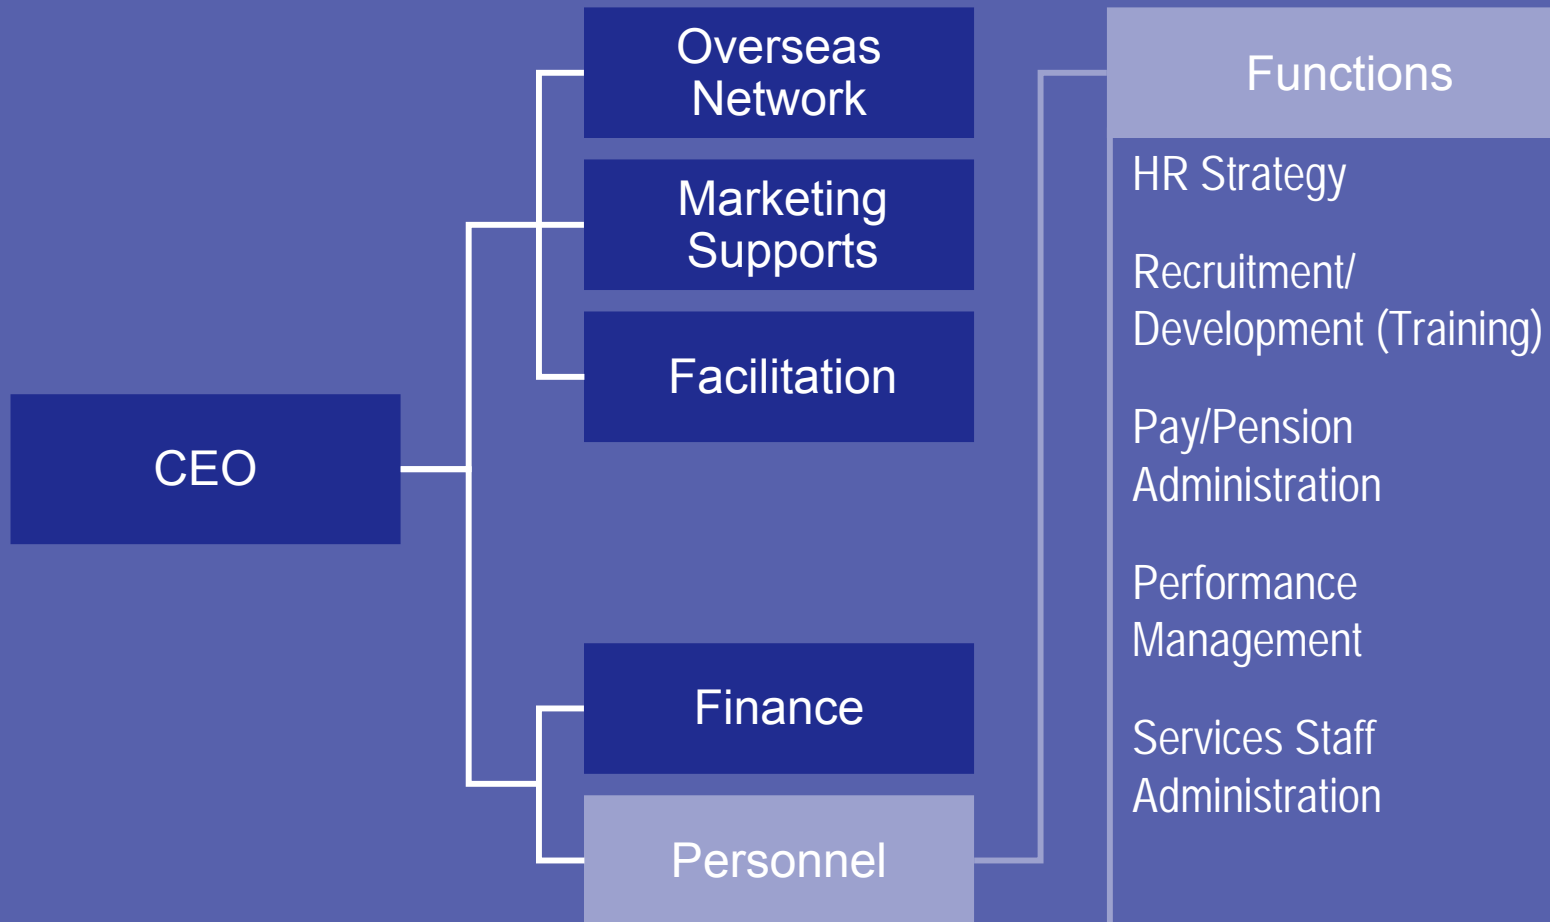 Overseas
Network
Marketing
Supports
Facilitation
CEO
Finance
Personnel
Functions
HR Strategy
Recruitment/
Development (Training)
Pay/Pension
Administration
Performance
Management
Services Staff
Administration